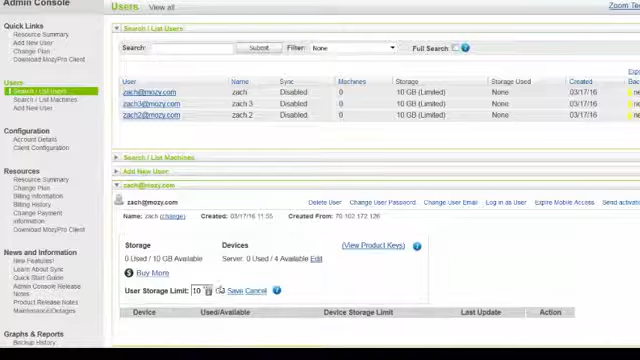 Admin Console
Users View all
Zoom Te
Quick Links
Resource Summary
Add New User
Change Plan
Download MozyPro Client
Users
Search / List Users
Search / List Machines
Add New User
Configuration
Account Details
Client Configuration
Resources
Resource Summary
Change Plan
Billing Information
Billing History
Change Payment
Information
Download MozyPro Client
News and Information
New Features!
Learn About Sync
Quick Start Guide
Admin Console Release
Notes
Product Release Notes
Maintenance/Outages
Graphs & Reports
Backup History
Search / List Users
Search: Submit Filter: None Full Search
User Name Sync Machines Storage Storage Used Created
zach@mozy.com zach Disabled 0 10 GB (Limited) None 03/17/16
zach3@mozy.com zach 3 Disabled 0 10 GB (Limited) None 03/17/16
zach2@mozy.com zach 2 Disabled 0 10 GB (Limited) None 03/17/16
Search / List Machines
Add New User
zach@mozy.com
zach@mozy.com Delete User Change User Password Change User Email Log in as User Expire Mobile Access Send activat
Name: zach (change) Created: 03/17/16 11:55 Created From:
Storage Devices (View Product Keys)
0 Used / 10 GB Available Server: 0 Used / 4 Available Edit
Buy More
User Storage Limit: 10 GB Save Cancel
Device Used/Available Device Storage Limit Last Update Action